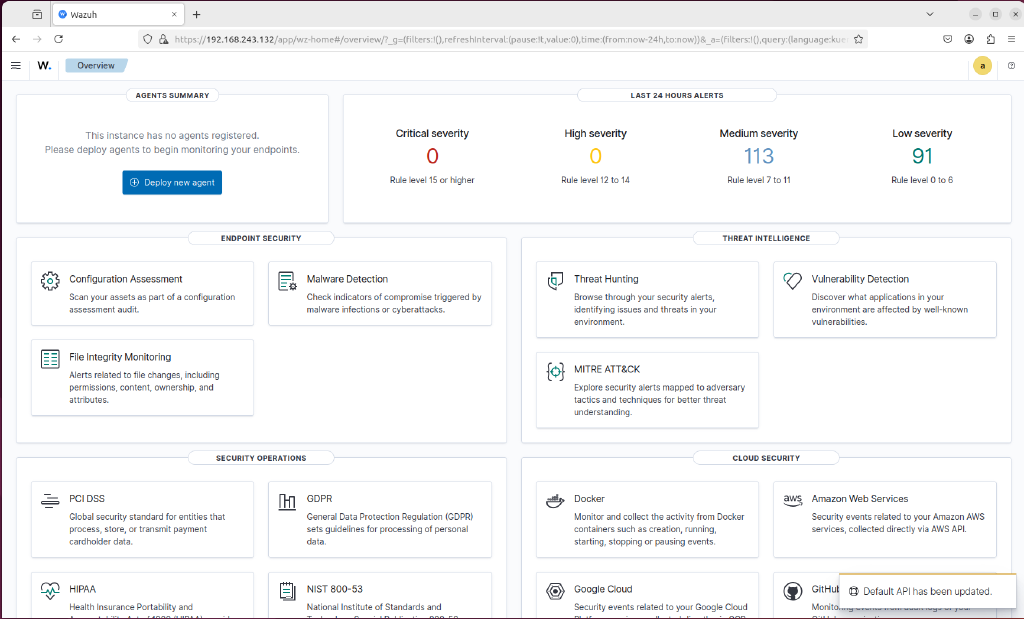 Wazuh
https://192.168.243.132/app/wz-home#/overview/?_g=(filters:!(),refreshInterval:(pause:!t,value:0),time:(from:now-24h,to:now))&_a=(filters:!(),query:(language:kue
W.
Overview
a
AGENTS SUMMARY
This instance has no agents registered.
Please deploy agents to begin monitoring your endpoints.
Deploy new agent
LAST 24 HOURS ALERTS
Critical severity
0
Rule level 15 or higher
High severity
0
Rule level 12 to 14
Medium severity
113
Rule level 7 to 11
Low severity
91
Rule level 0 to 6
ENDPOINT SECURITY
Configuration Assessment
Scan your assets as part of a configuration
assessment audit.
Malware Detection
Check indicators of compromise triggered by
malware infections or cyberattacks.
File Integrity Monitoring
Alerts related to file changes, including
permissions, content, ownership, and
attributes.
THREAT INTELLIGENCE
Threat Hunting
Browse through your security alerts,
identifying issues and threats in your
environment.
Vulnerability Detection
Discover what applications in your
environment are affected by well-known
vulnerabilities.
MITRE ATT&CK
Explore security alerts mapped to adversary
tactics and techniques for better threat
understanding.
SECURITY OPERATIONS
PCI DSS
Global security standard for entities that
process, store, or transmit payment
cardholder data.
GDPR
General Data Protection Regulation (GDPR)
sets guidelines for processing of personal
data.
HIPAA
Health Insurance Portability and
NIST 800-53
National Institute of Standards and
CLOUD SECURITY
Docker
Monitor and collect the activity from Docker
containers such as creation, running,
starting, stopping or pausing events.
aws
Amazon Web Services
Security events related to your Amazon AWS
services, collected directly via AWS API.
Google Cloud
Security events related to your Google Cloud
GitHub
Default API has been updated.